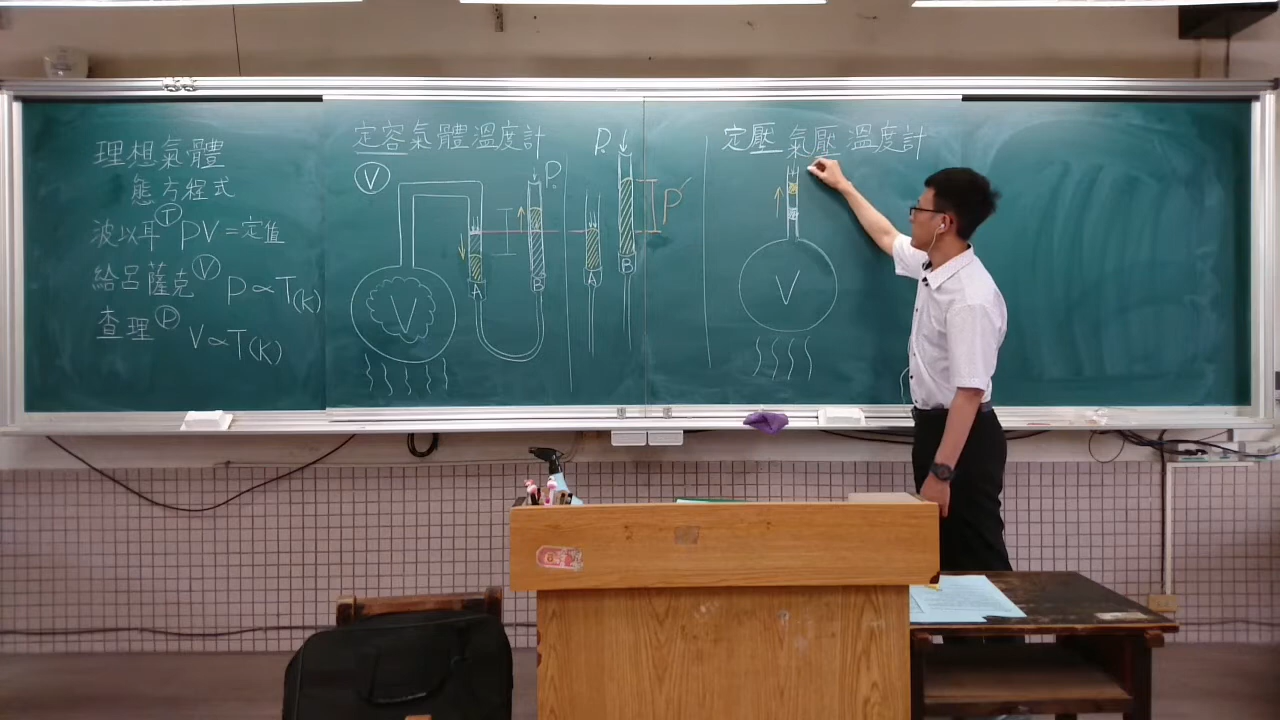 理想氣體
態方程式
波以耳 Ⓣ PV=定值
給呂薩克 Ⓥ P∝T(K)
查理 Ⓟ V∝T(K)
定容氣體溫度計
Ⓥ
V
A
B
P.
A
B
P.
P′
定壓氣壓溫度計
V